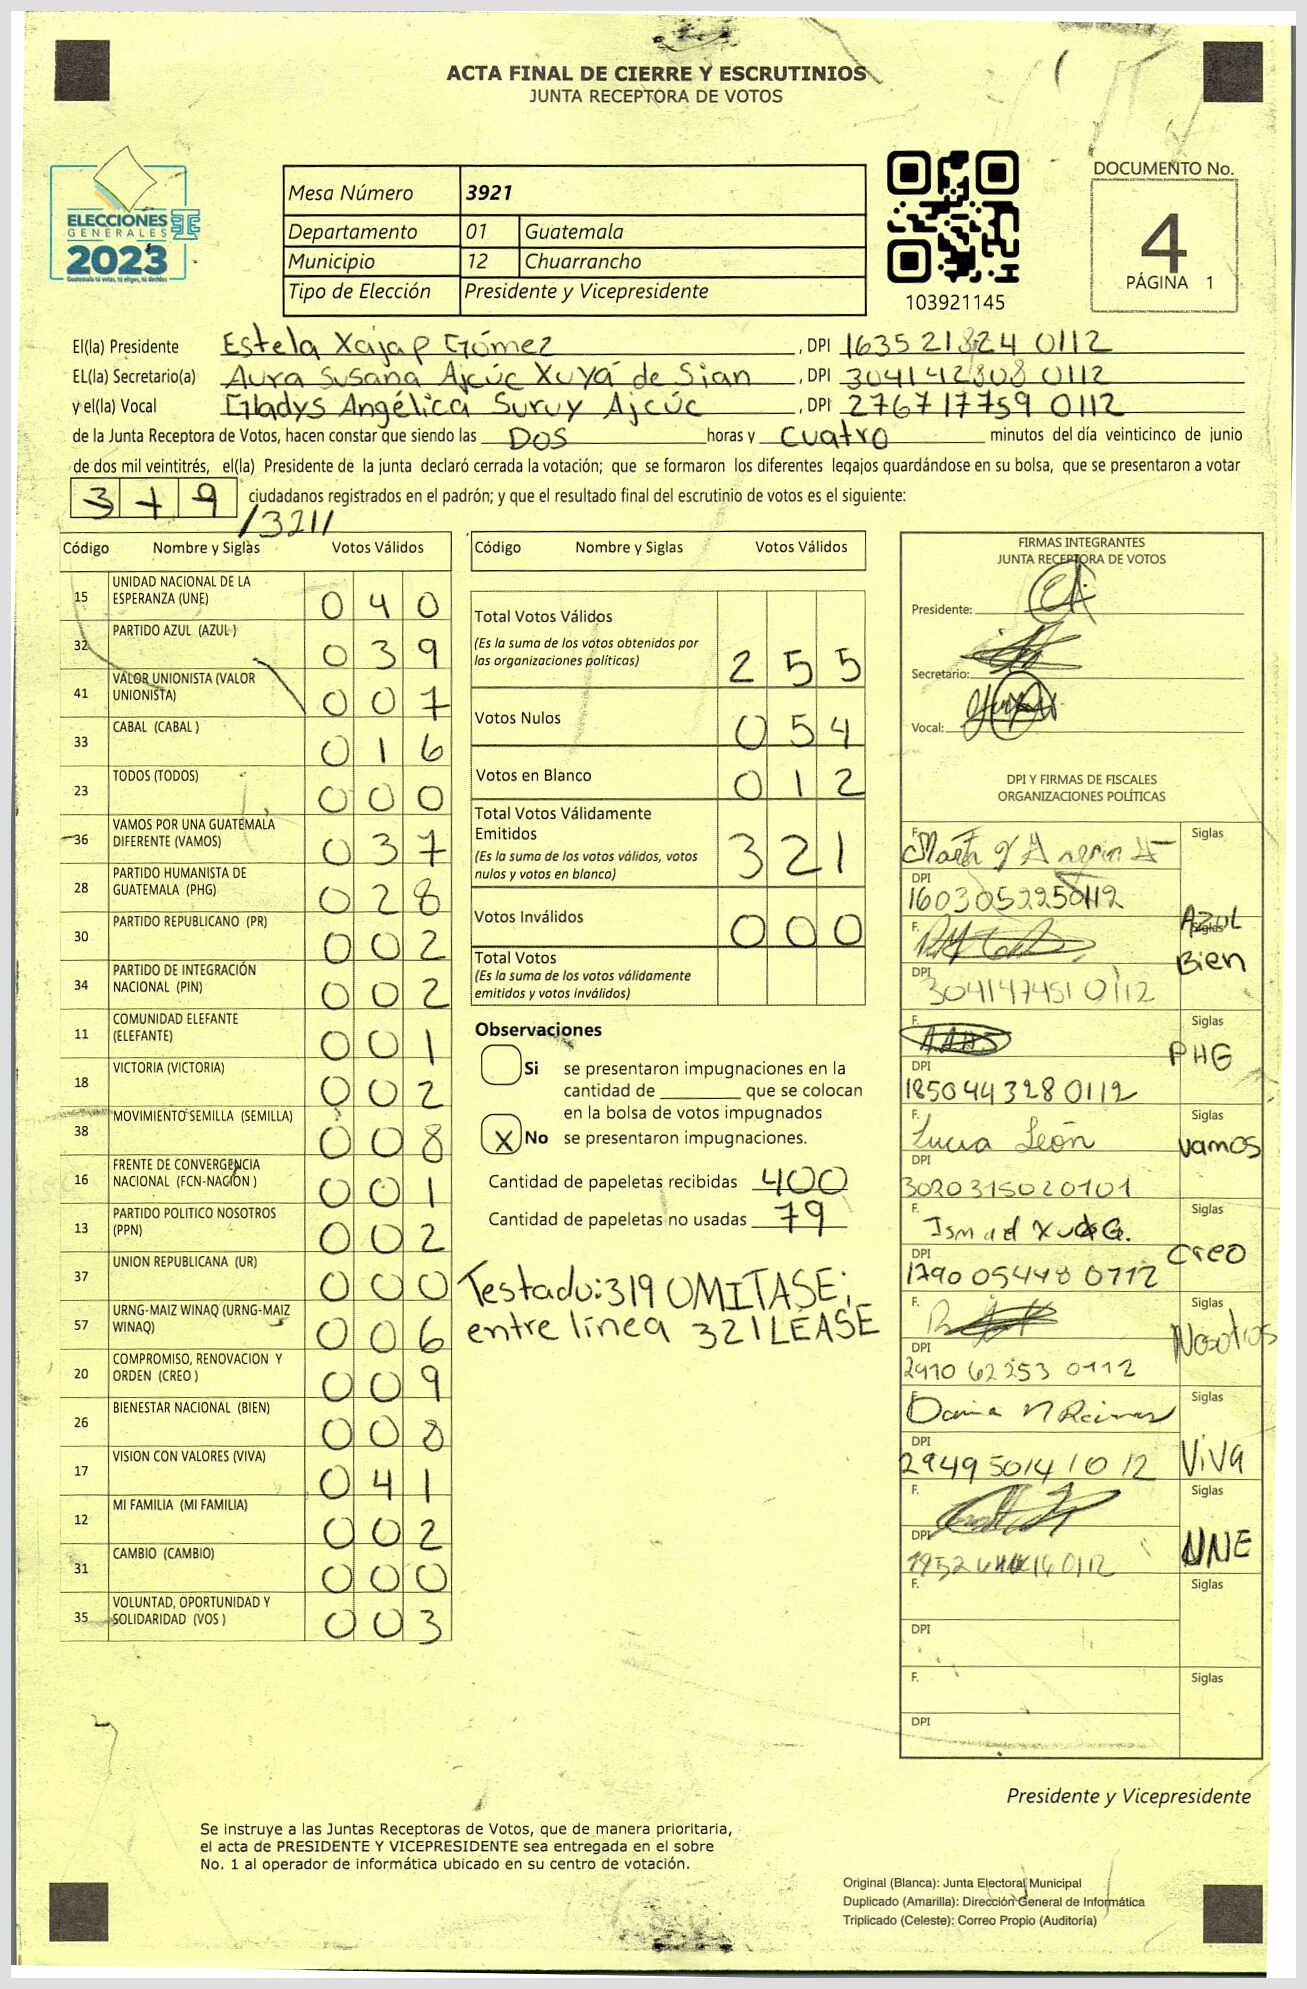 ACTA FINAL DE CIERRE Y ESCRUTINIOS
JUNTA RECEPTORA DE VOTOS
ELECCIONES
GENERALES
2023
Guatemala tú votas, tú eliges, tú decides
Mesa Número 3921
Departamento 01 Guatemala
Municipio 12 Chuarrancho
Tipo de Elección Presidente y Vicepresidente
103921145
DOCUMENTO No.
4
PÁGINA 1
El(la) Presidente Estela Xajap Gómez , DPI 1635 21824 0112
EL(la) Secretario(a) Aura Susana Ajcúc Xuyá de Sian , DPI 304142808 0112
y el(la) Vocal Gladys Angélica Suruy Ajcúc , DPI 276717759 0112
de la Junta Receptora de Votos, hacen constar que siendo las Dos horas y cuatro minutos del día veinticinco de junio
de dos mil veintitrés, el(la) Presidente de la junta declaró cerrada la votación; que se formaron los diferentes legajos guardándose en su bolsa, que se presentaron a votar
319 ciudadanos registrados en el padrón; y que el resultado final del escrutinio de votos es el siguiente:
/321/
Código Nombre y Siglas Votos Válidos
15 UNIDAD NACIONAL DE LA ESPERANZA (UNE) 0 4 0
32 PARTIDO AZUL (AZUL ) 0 3 9
41 VALOR UNIONISTA (VALOR UNIONISTA) 0 0 7
33 CABAL (CABAL ) 0 1 6
23 TODOS (TODOS) 0 0 0
36 VAMOS POR UNA GUATEMALA DIFERENTE (VAMOS) 0 3 7
28 PARTIDO HUMANISTA DE GUATEMALA (PHG) 0 2 8
30 PARTIDO REPUBLICANO (PR) 0 0 2
34 PARTIDO DE INTEGRACIÓN NACIONAL (PIN) 0 0 2
11 COMUNIDAD ELEFANTE (ELEFANTE) 0 0 1
18 VICTORIA (VICTORIA) 0 0 2
38 MOVIMIENTO SEMILLA (SEMILLA) 0 0 8
16 FRENTE DE CONVERGENCIA NACIONAL (FCN-NACION ) 0 0 1
13 PARTIDO POLITICO NOSOTROS (PPN) 0 0 2
37 UNION REPUBLICANA (UR) 0 0 0
57 URNG-MAIZ WINAQ (URNG-MAIZ WINAQ) 0 0 6
20 COMPROMISO, RENOVACION Y ORDEN (CREO ) 0 0 9
26 BIENESTAR NACIONAL (BIEN) 0 0 8
17 VISION CON VALORES (VIVA) 0 4 1
12 MI FAMILIA (MI FAMILIA) 0 0 2
31 CAMBIO (CAMBIO) 0 0 0
35 VOLUNTAD, OPORTUNIDAD Y SOLIDARIDAD (VOS ) 0 0 3
Código Nombre y Siglas Votos Válidos
Total Votos Válidos
(Es la suma de los votos obtenidos por
las organizaciones políticas) 2 5 5
Votos Nulos 0 5 4
Votos en Blanco 0 1 2
Total Votos Válidamente
Emitidos
(Es la suma de los votos válidos, votos
nulos y votos en blanco) 3 2 1
Votos Inválidos 0 0 0
Total Votos
(Es la suma de los votos válidamente
emitidos y votos inválidos)
Observaciones
Si se presentaron impugnaciones en la
cantidad de ________ que se colocan
en la bolsa de votos impugnados
X No se presentaron impugnaciones.
Cantidad de papeletas recibidas 400
Cantidad de papeletas no usadas 79
Testado:319 OMITASE;
entre línea 321 LEASE
FIRMAS INTEGRANTES
JUNTA RECEPTORA DE VOTOS
Presidente:
Secretario:
Vocal:
DPI Y FIRMAS DE FISCALES
ORGANIZACIONES POLÍTICAS
F. Siglas
DPI
1603052250112 AZUL
F. Siglas
Bien
DPI
3041474510112
F. Siglas
PHG
DPI
1850443280112
F. Siglas
Lucia León vamos
DPI
3020315020101
F. Siglas
Creo
DPI
1790 05448 0112
F. Siglas
Nosotros
DPI
2910 62253 0112
F. Siglas
DPI
29495014 10 12 ViVa
F. Siglas
DPI UNE
F. Siglas
DPI
F. Siglas
DPI
Presidente y Vicepresidente
Se instruye a las Juntas Receptoras de Votos, que de manera prioritaria,
el acta de PRESIDENTE Y VICEPRESIDENTE sea entregada en el sobre
No. 1 al operador de informática ubicado en su centro de votación.
Original (Blanca): Junta Electoral Municipal
Duplicado (Amarilla): Dirección General de Informática
Triplicado (Celeste): Correo Propio (Auditoría)